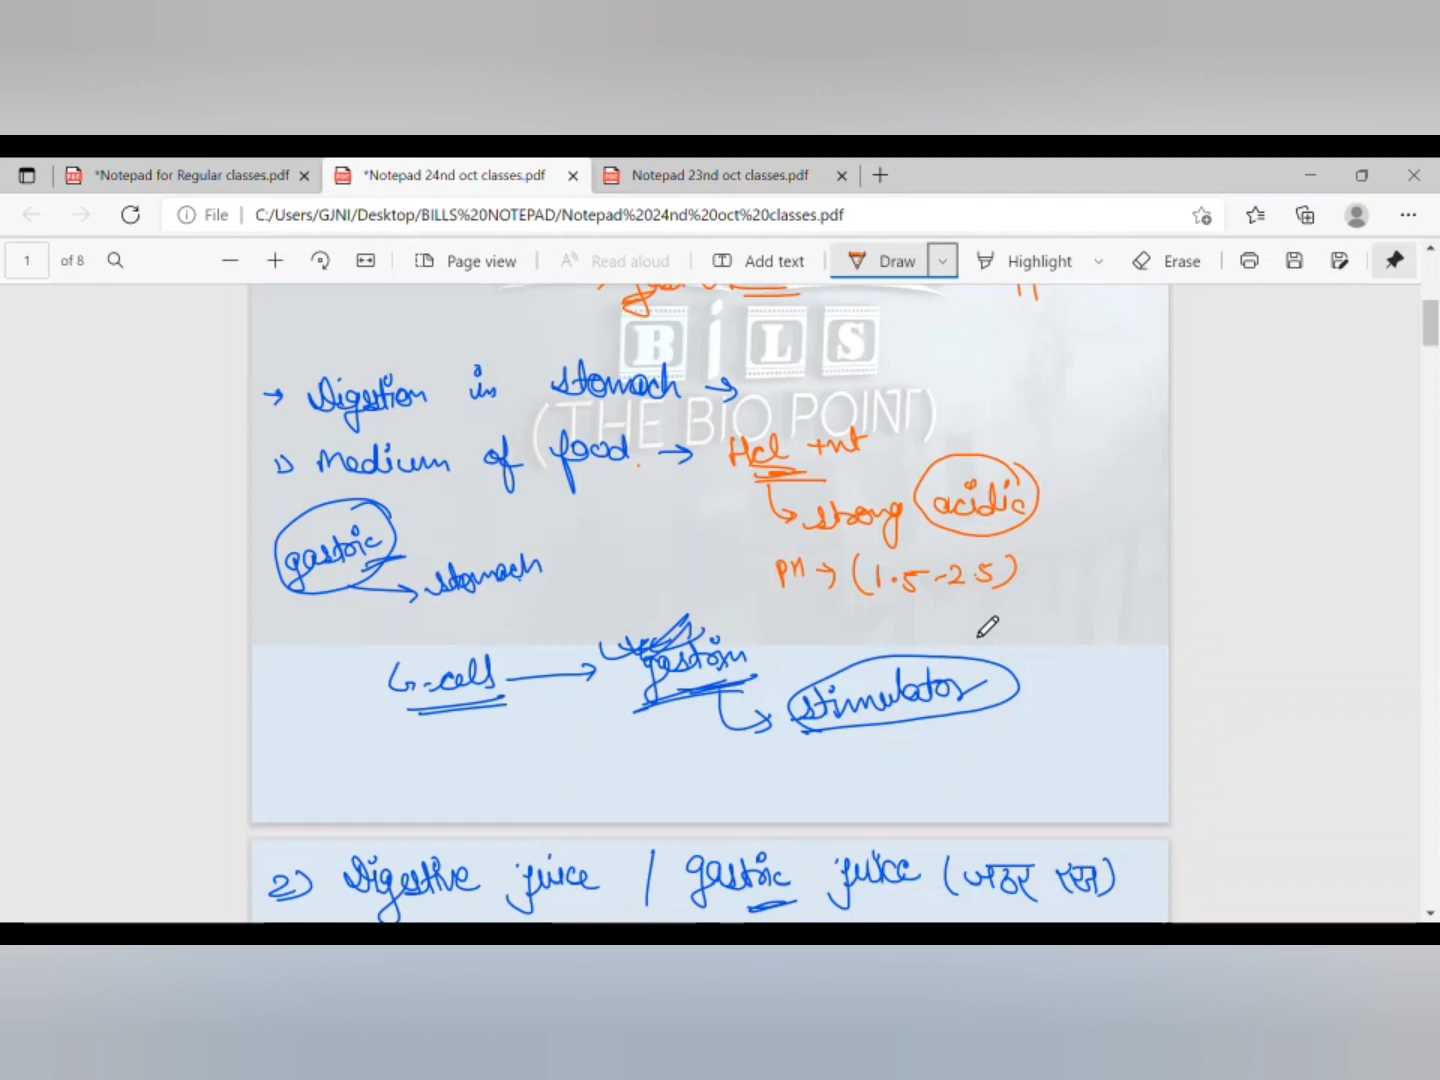 *Notepad for Regular classes.pdf
*Notepad 24nd oct classes.pdf
Notepad 23nd oct classes.pdf
File
C:/Users/GJNI/Desktop/BILLS%20NOTEPAD/Notepad%2024nd%20oct%20classes.pdf
1 of 8
Page view
Read aloud
Add text
Draw
Highlight
Erase
BiLS
(THE BIO POINT)
→ Digestion in stomach →
1) Medium of food → Hcl +nt
↳ strong acidic
gastric → stomach
PH → (1.5-2.5)
G-cells → gastrin
↳ stimulator
2) Digestive juice / gastric juice (जठर रस)